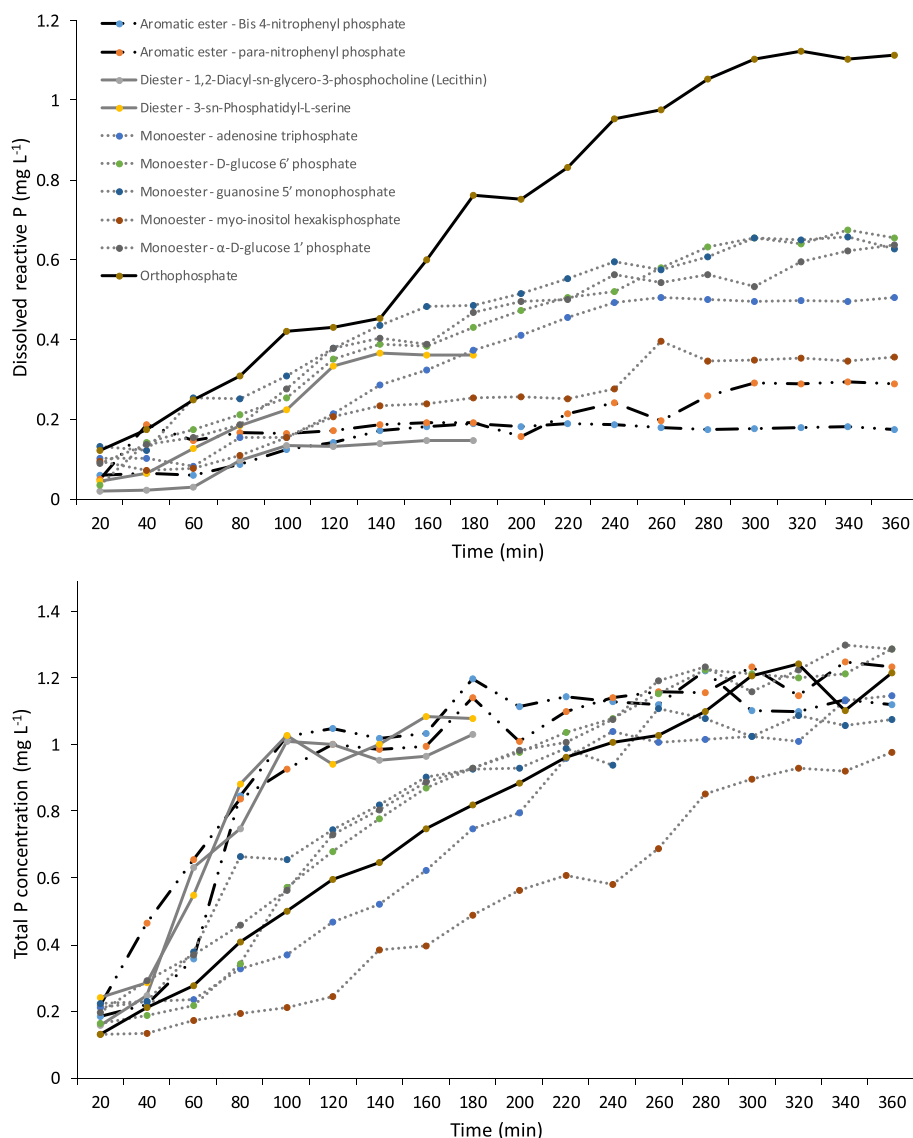 1.2
Aromatic ester - Bis 4-nitrophenyl phosphate
Aromatic ester - para-nitrophenyl phosphate
Diester - 1,2-Diacyl-sn-glycero-3-phosphocholine (Lecithin)
1
Diester - 3-sn-Phosphatidyl-L-serine
Monoester - adenosine triphosphate
Monoester - D-glucose 6’ phosphate
0.8
Monoester - guanosine 5’ monophosphate
Monoester - myo-inositol hexakisphosphate
Monoester - α-D-glucose 1’ phosphate
0.6
Orthophosphate
0.4
0.2
0
Dissolved reactive P (mg L-1)
20 40 60 80 100 120 140 160 180 200 220 240 260 280 300 320 340 360
Time (min)
1.4
1.2
1
0.8
0.6
0.4
0.2
0
Total P concentration (mg L-1)
20 40 60 80 100 120 140 160 180 200 220 240 260 280 300 320 340 360
Time (min)